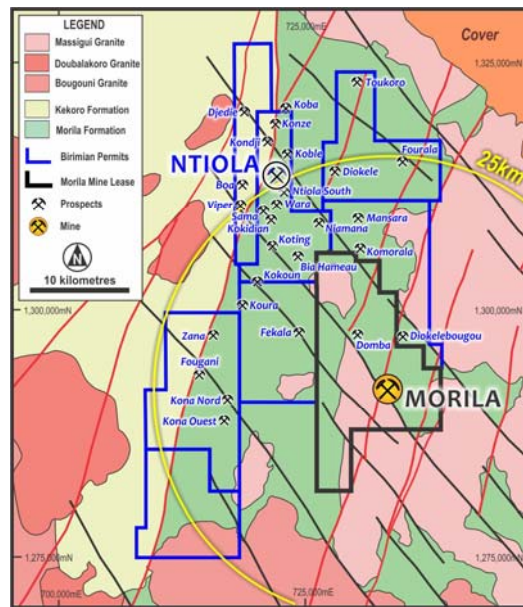 LEGEND
Massigui Granite
Doubalakoro Granite
Bougouni Granite
Kekoro Formation
Morila Formation
Birimian Permits
Morila Mine Lease
Prospects
Mine
N
10 kilometres
725,000mE
Cover
1,325,000mN
Toukoro
Djedie
Koba
Konze
Kondji
Koble
Fourala
25km
NTIOLA
Diokele
Boa
Ntiola South
Viper
Wara
Sama
Kokidian
Niamana
Mansara
Koting
Komorala
Bia Hameau
Kokoun
1,300,000mN
Koura
1,300,000mN
Zana
Fekala
Domba
Diokelebougou
Fougani
MORILA
Kona Nord
Kona Ouest
1,275,000mN
1,275,000mN
700,000mE
725,000mE